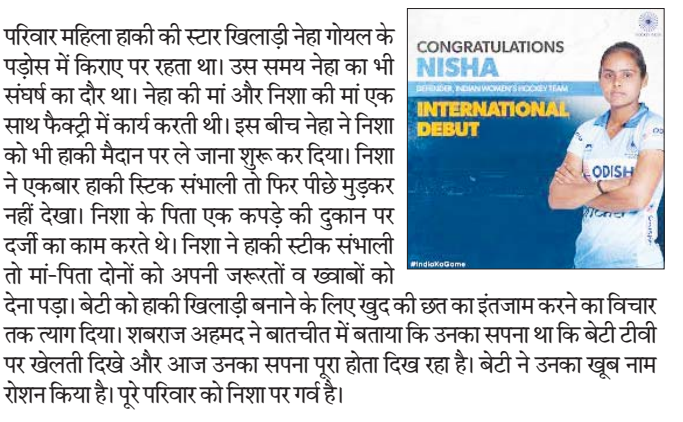 परिवार महिला हाकी की स्टार खिलाड़ी नेहा गोयल के
पड़ोस में किराए पर रहता था। उस समय नेहा का भी
संघर्ष का दौर था। नेहा की मां और निशा की मां एक
साथ फैक्ट्री में कार्य करती थी। इस बीच नेहा ने निशा
को भी हाकी मैदान पर ले जाना शुरू कर दिया। निशा
ने एकबार हाकी स्टिक संभाली तो फिर पीछे मुड़कर
नहीं देखा। निशा के पिता एक कपड़े की दुकान पर
दर्जी का काम करते थे। निशा ने हाकी स्टीक संभाली
तो मां-पिता दोनों को अपनी जरूरतों व ख्वाबों को
देना पड़ा। बेटी को हाकी खिलाड़ी बनाने के लिए खुद की छत का इंतजाम करने का विचार
तक त्याग दिया। शबराज अहमद ने बातचीत में बताया कि उनका सपना था कि बेटी टीवी
पर खेलती दिखे और आज उनका सपना पूरा होता दिख रहा है। बेटी ने उनका खूब नाम
रोशन किया है। पूरे परिवार को निशा पर गर्व है।
CONGRATULATIONS
NISHA
DEFENDER, INDIAN WOMEN'S HOCKEY TEAM
INTERNATIONAL
DEBUT
ODISHA
#IndiaKaGame